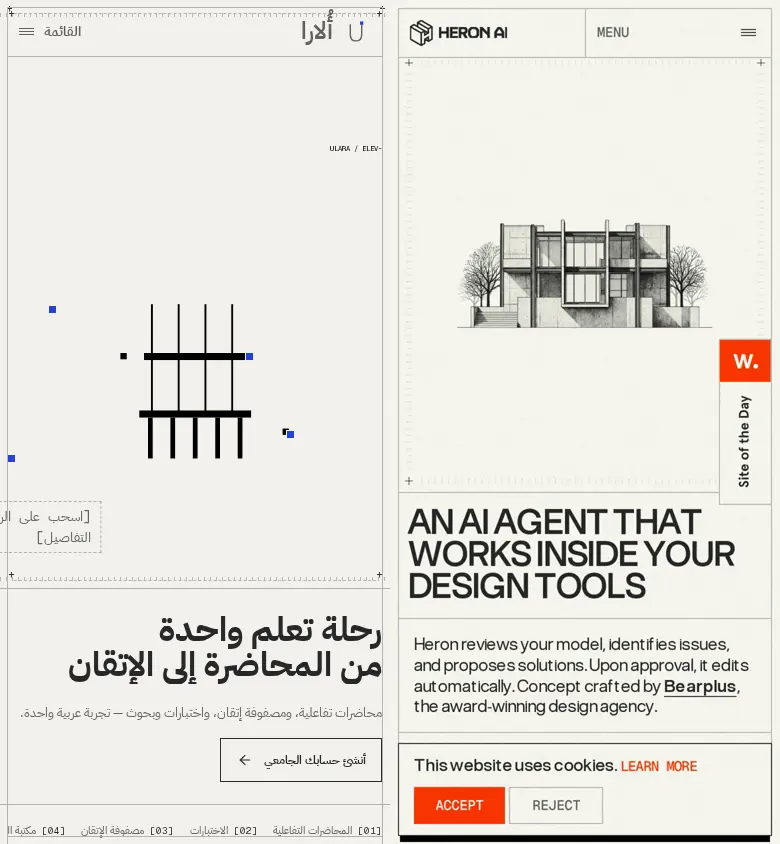 القائمة
ألارا
ULARA / ELEV-
[اسحب على
التفاصيل]
رحلة تعلم واحدة
من المحاضرة إلى الإتقان
محاضرات تفاعلية، ومصفوفة إتقان، واختبارات وبحوث — تجربة عربية واحدة.
أنشئ حسابك الجامعي
[01] المحاضرات التفاعلية [02] الاختبارات [03] مصفوفة الإتقان [04] مكتبة
HERON AI
MENU
W.
Site of the Day
AN AI AGENT THAT
WORKS INSIDE YOUR
DESIGN TOOLS
Heron reviews your model, identifies issues,
and proposes solutions. Upon approval, it edits
automatically. Concept crafted by Bearplus,
the award-winning design agency.
This website uses cookies. LEARN MORE
ACCEPT
REJECT